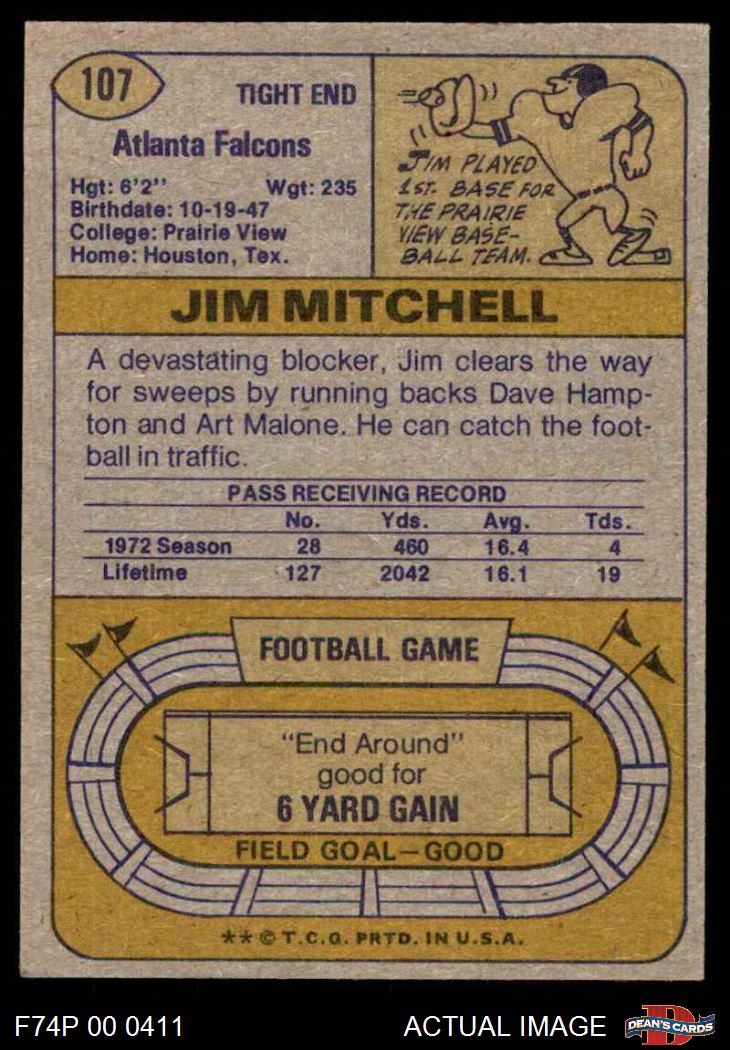 107
TIGHT END
Atlanta Falcons
Hgt: 6'2" Wgt: 235
Birthdate: 10-19-47
College: Prairie View
Home: Houston, Tex.
JIM PLAYED
1ST. BASE FOR
THE PRAIRIE
VIEW BASE-
BALL TEAM.
JIM MITCHELL
A devastating blocker, Jim clears the way
for sweeps by running backs Dave Hamp-
ton and Art Malone. He can catch the foot-
ball in traffic.
PASS RECEIVING RECORD
No. Yds. Avg. Tds.
1972 Season 28 460 16.4 4
Lifetime 127 2042 16.1 19
FOOTBALL GAME
"End Around"
good for
6 YARD GAIN
FIELD GOAL—GOOD
** © T.C.G. PRTD. IN U.S.A.
F74P 00 0411 ACTUAL IMAGE
D
DEAN'S CARDS